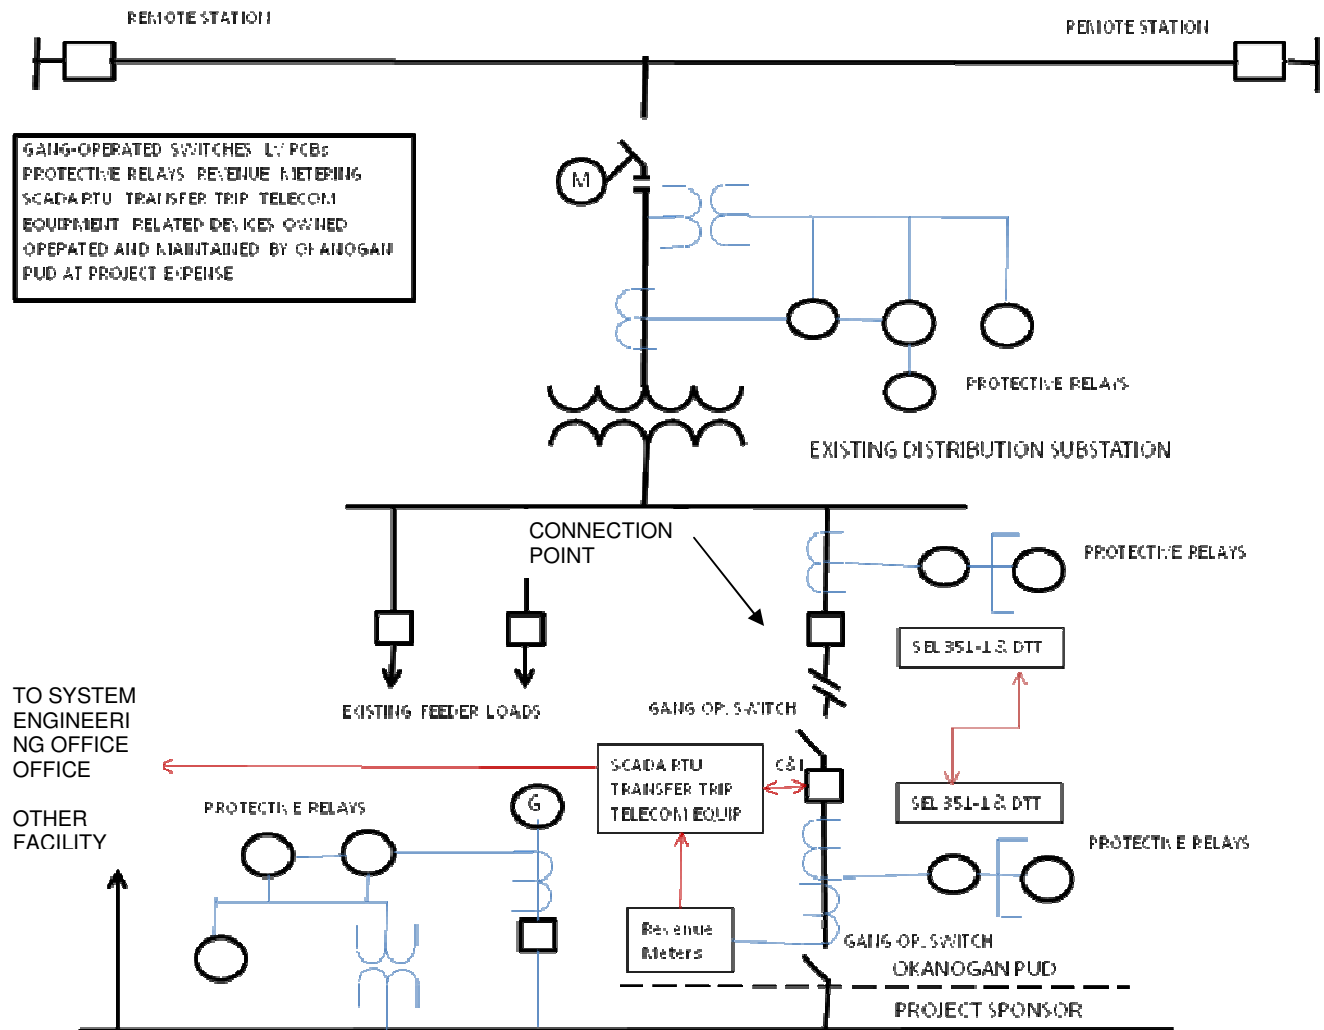 REMOTE STATION
REMOTE STATION
GANG-OPERATED SWITCHES LV PCBs
PROTECTIVE RELAYS REVENUE METERING
SCADA RTU TRANSFER TRIP TELECOM
EQUIPMENT RELATED DEVICES OWNED
OPERATED AND MAINTAINED BY OKANOGAN
PUD AT PROJECT EXPENSE
M
PROTECTIVE RELAYS
EXISTING DISTRIBUTION SUBSTATION
CONNECTION
POINT
PROTECTIVE RELAYS
SEL 351-1 & DTT
EXISTING FEEDER LOADS
GANG OP. SWITCH
TO SYSTEM
ENGINEERI
NG OFFICE
OFFICE
SCADA RTU
TRANSFER TRIP
TELECOM EQUIP
C&I
SEL 351-1 & DTT
OTHER
FACILITY
PROTECTIVE RELAYS
G
PROTECTIVE RELAYS
Revenue
Meters
GANG OP. SWITCH
OKANOGAN PUD
PROJECT SPONSOR